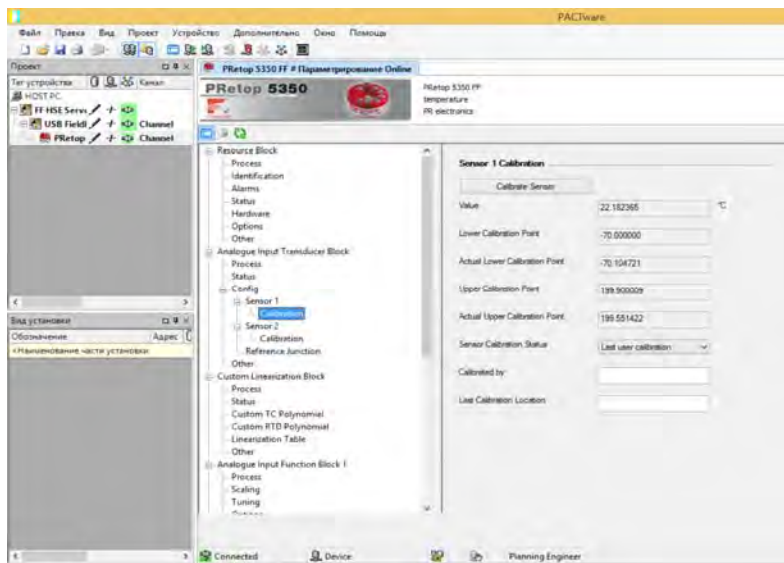 PACTware
Файл Правка Вид Проект Устройство Дополнительно Окно Помощь
Проект
Тег устройства Канал
HOST PC
FF HSE Serv
USB Fieldl Channel
PRetop Channel
PRetop 5350 FF # Параметрирование Online
PRetop 5350
PRetop 5350 FF
temperature
PR electronics
Resource Block
Process
Identification
Alarms
Status
Hardware
Options
Other
Analogue Input Transducer Block
Process
Status
Config
Sensor 1
Calibration
Sensor 2
Calibration
Reference Junction
Other
Custom Linearization Block
Process
Status
Custom TC Polynomial
Custom RTD Polynomial
Linearization Table
Other
Analogue Input Function Block 1
Process
Scaling
Tuning
Sensor 1 Calibration
Calibrate Sensor
Value 22.182365 °C
Lower Calibration Point -70.000000
Actual Lower Calibration Point -70.104721
Upper Calibration Point 199.900009
Actual Upper Calibration Point 199.551422
Sensor Calibration Status Last user calibration
Calibrated by
Last Calibration Location
Вид установки
Обозначение Адрес
<Наименование части установки
Connected Device Planning Engineer